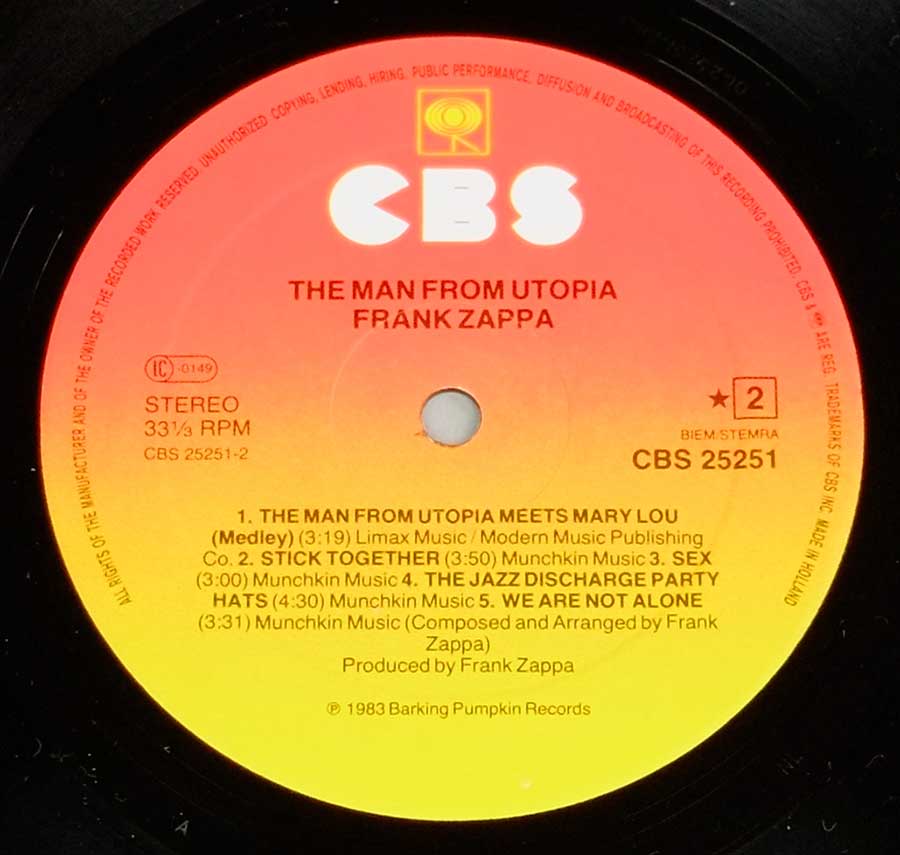 ALL RIGHTS OF THE MANUFACTURER AND OF THE OWNER OF THE RECORDED WORK RESERVED. UNAUTHORIZED COPYING, LENDING, HIRING, PUBLIC PERFORMANCE, DIFFUSION AND BROADCASTING OF THIS RECORDING PROHIBITED. CBS & ARE REG. TRADEMARKS OF CBS INC. MADE IN HOLLAND
CBS
THE MAN FROM UTOPIA
FRANK ZAPPA
LC -0149
STEREO
33⅓ RPM
CBS 25251-2
★ 2
BIEM/STEMRA
CBS 25251
1. THE MAN FROM UTOPIA MEETS MARY LOU
(Medley) (3:19) Limax Music / Modern Music Publishing
Co. 2. STICK TOGETHER (3:50) Munchkin Music 3. SEX
(3:00) Munchkin Music 4. THE JAZZ DISCHARGE PARTY
HATS (4:30) Munchkin Music 5. WE ARE NOT ALONE
(3:31) Munchkin Music (Composed and Arranged by Frank
Zappa)
Produced by Frank Zappa
℗ 1983 Barking Pumpkin Records